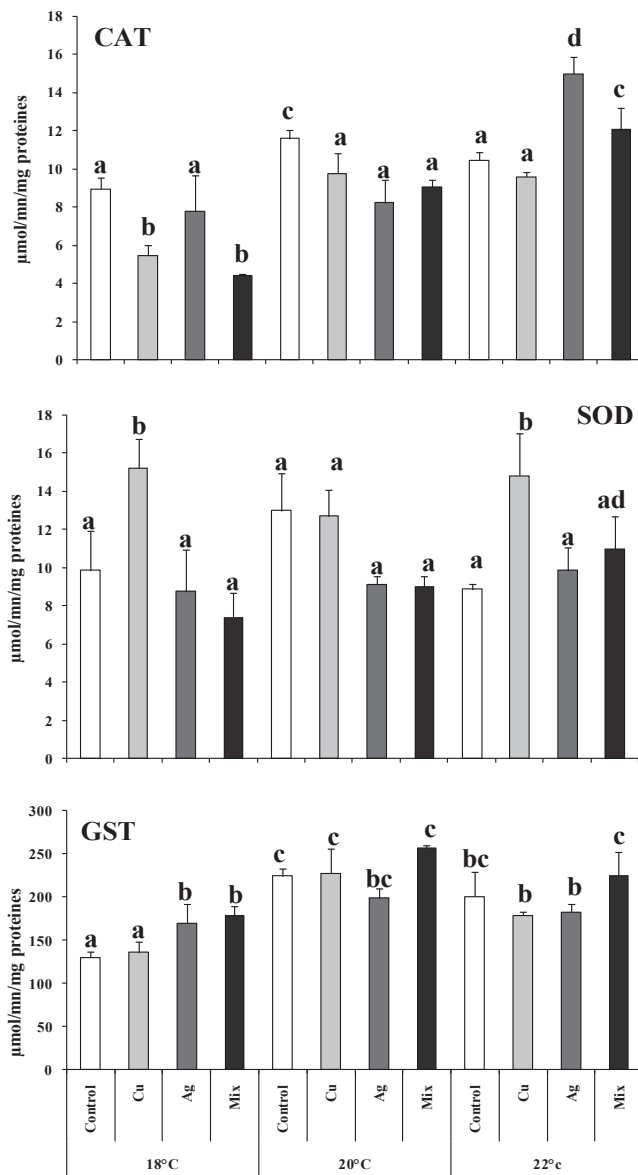 CAT
µmol/mn/mg proteines
18
16
14
12
10
8
6
4
2
0
a
b
a
b
c
a
a
a
a
a
d
c
SOD
µmol/mn/mg proteines
18
16
14
12
10
8
6
4
2
0
a
b
a
a
a
a
a
a
a
b
a
ad
GST
µmol/mn/mg proteines
300
250
200
150
100
50
0
a
a
b
b
c
c
bc
c
bc
b
b
c
Control
Cu
Ag
Mix
Control
Cu
Ag
Mix
Control
Cu
Ag
Mix
18°C
20°C
22°c